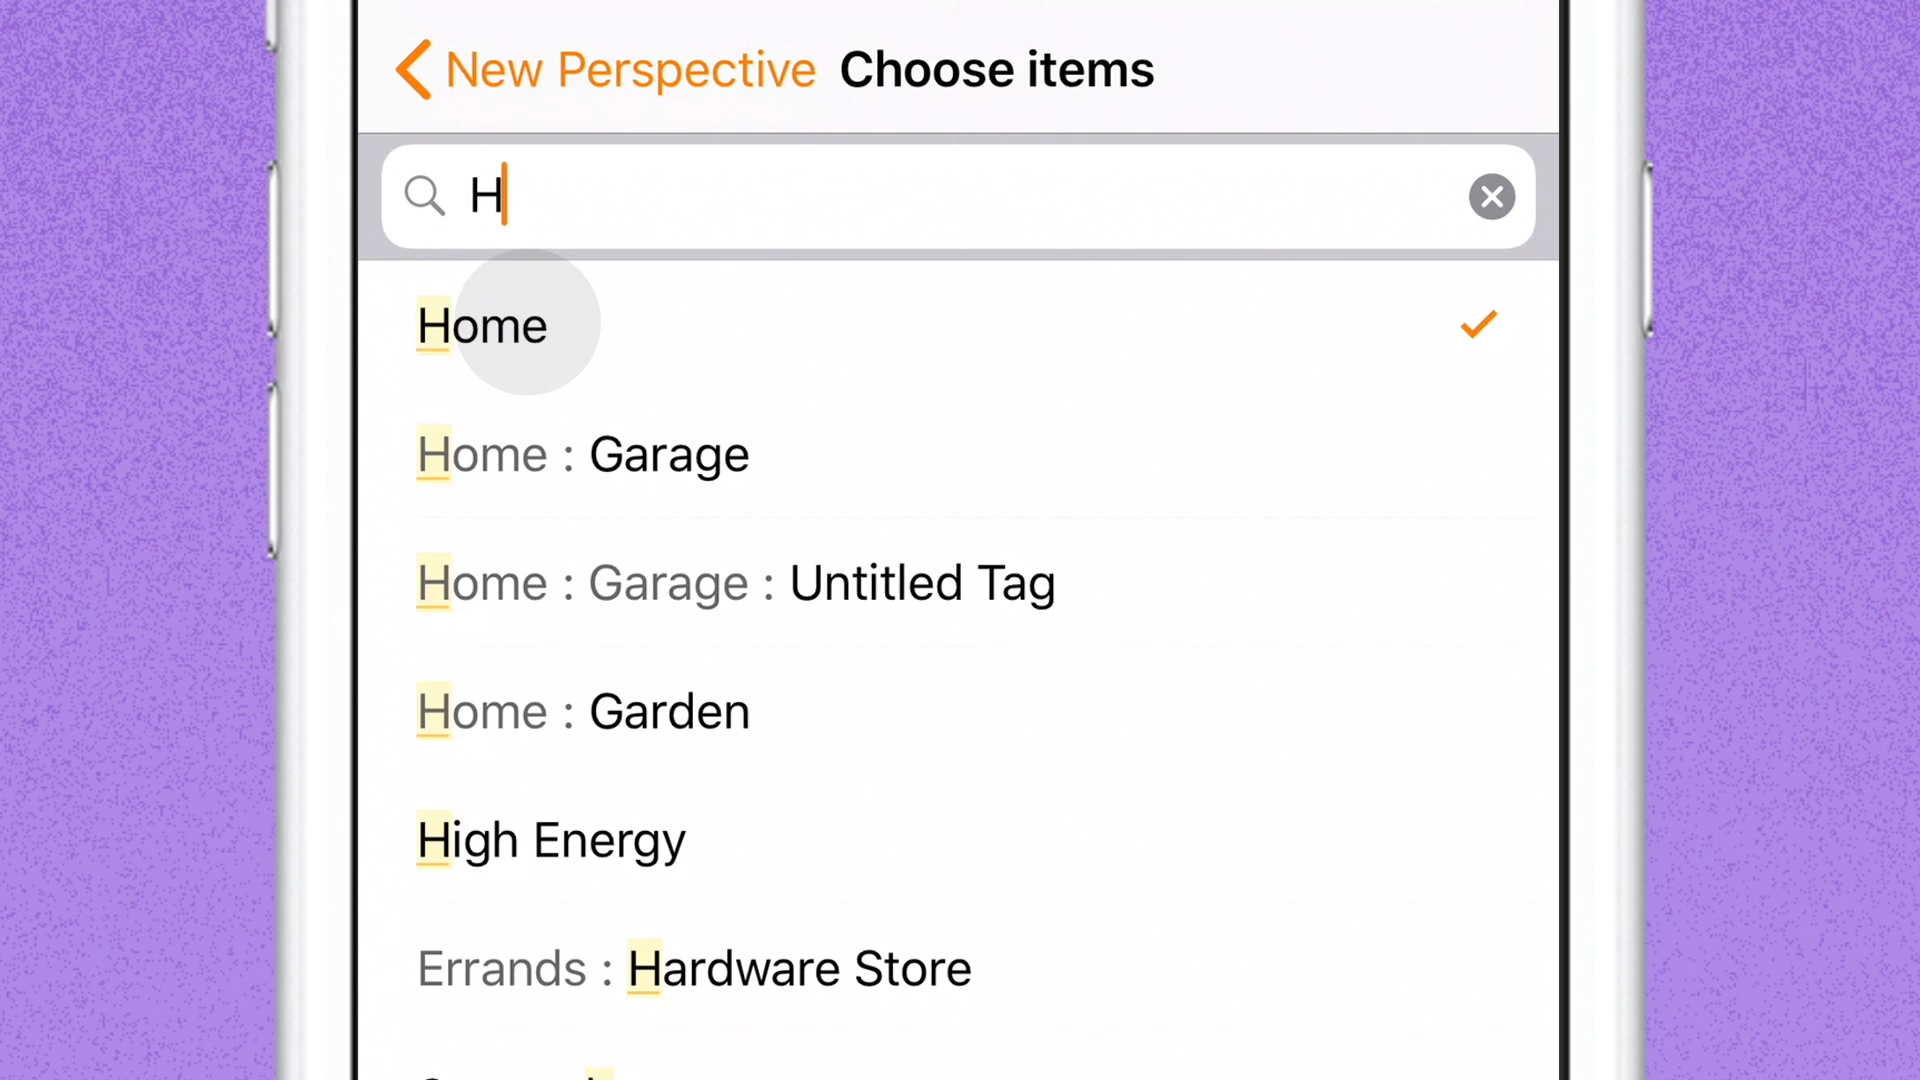 New Perspective Choose items
H
Home
Home : Garage
Home : Garage : Untitled Tag
Home : Garden
High Energy
Errands : Hardware Store